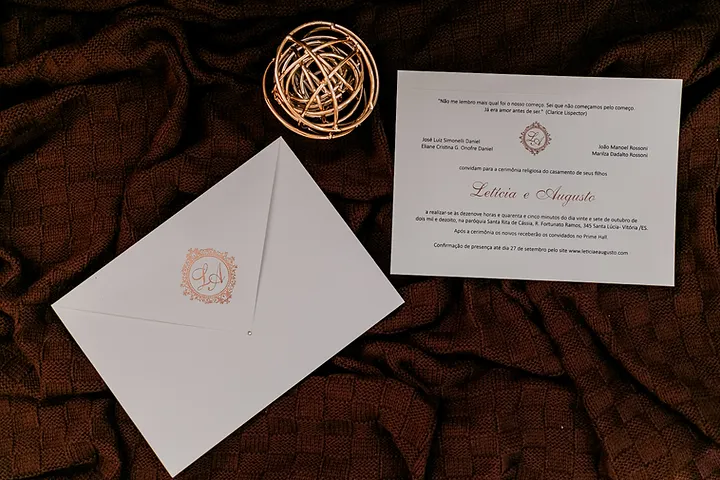 "Não me lembro mais qual foi o nosso começo. Sei que não começamos pelo começo.
Já era amor antes de ser." (Clarice Lispector)
LA
José Luiz Simonelli Daniel
Eliane Cristina G. Onofre Daniel
João Manoel Rossoni
Marilza Dadalto Rossoni
convidam para a cerimônia religiosa do casamento de seus filhos
Letícia e Augusto
a realizar-se às dezenove horas e quarenta e cinco minutos do dia vinte e sete de outubro de
dois mil e dezoito, na paróquia Santa Rita de Cássia, R. Fortunato Ramos, 345 Santa Lúcia- Vitória /ES.
Após a cerimônia os noivos receberão os convidados no Prime Hall.
Confirmação de presença até dia 27 de setembro pelo site www.leticiaeaugusto.com
LA